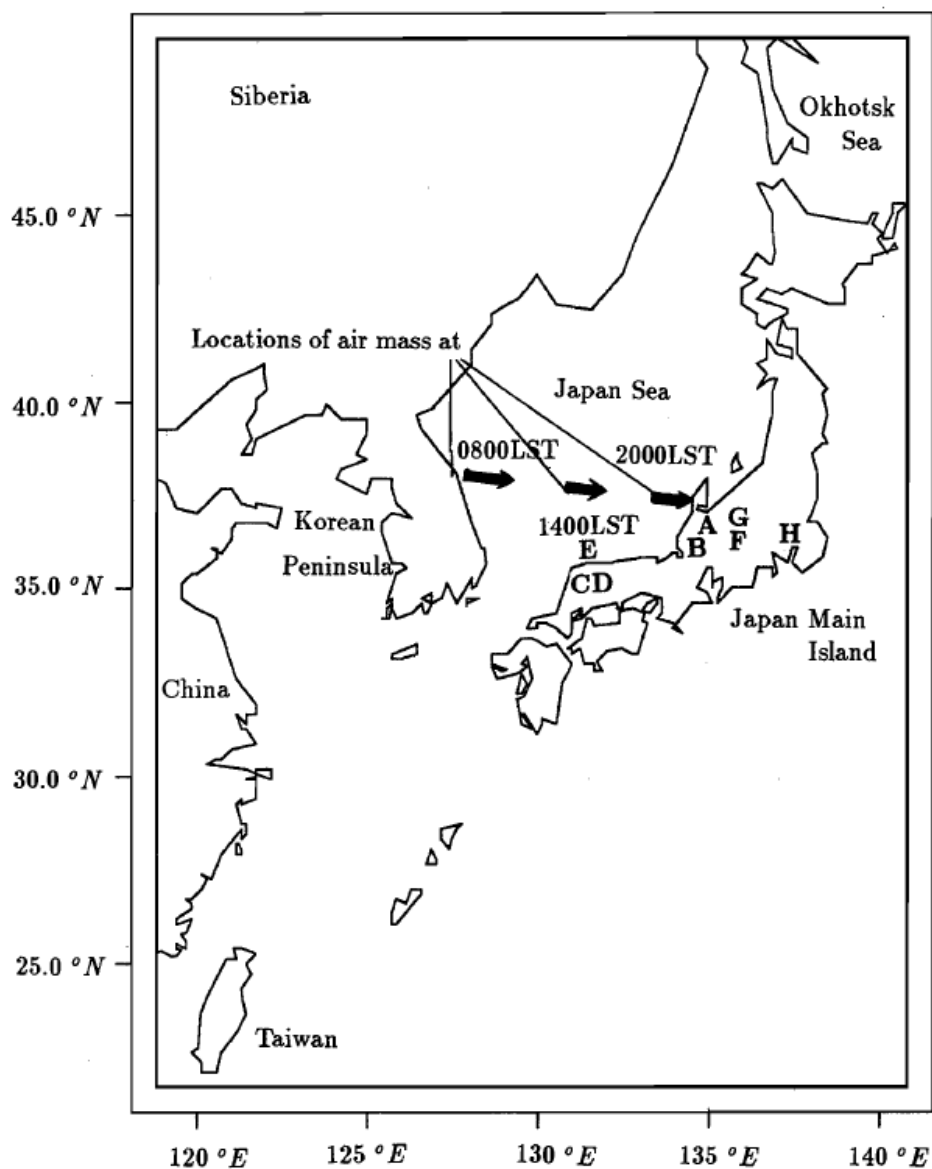 Siberia
Okhotsk
Sea
45.0 °N
Locations of air mass at
Japan Sea
40.0 °N
0800LST
2000LST
Korean
1400LST
A
G
B
F
H
E
Peninsula
35.0 °N
CD
Japan Main
Island
China
30.0 °N
25.0 °N
Taiwan
120 °E
125 °E
130 °E
135 °E
140 °E